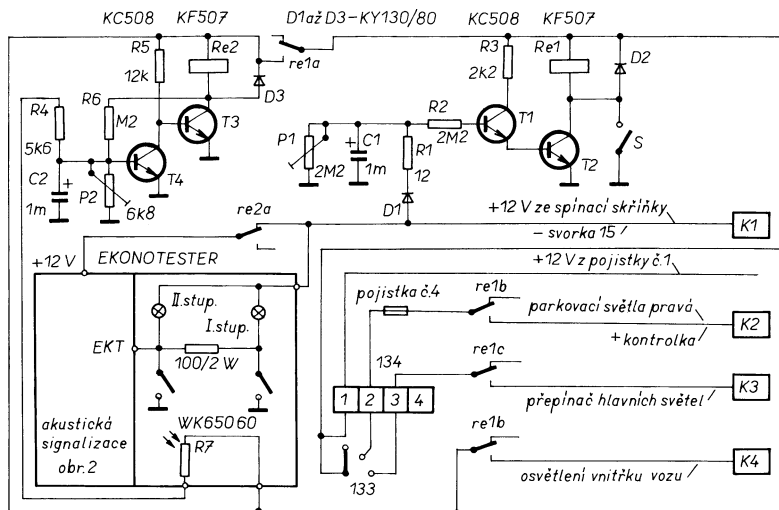 KC508 KF507 D1až D3-KY130/80 KC508 KF507
R5
12k
Re2
re1a
D3
R3
2k2
Re1
D2
R4
5k6
R6
M2
T3
T4
C2
+
1m
P2
6k8
P1
2M2
+
C1
1m
R1
12
D1
R2
2M2
T1
T2
S
re2a
+12 V ze spínací skříňky
- svorka 15
K1
+12 V
EKONOTESTER
+12 V z pojistky č.1
II.stup.
I.stup.
EKT
100/2 W
WK65060
R7
akustická
signalizace
obr.2
pojistka č.4
re1b
parkovací světla pravá
+ kontrolka
K2
134
re1c
1 2 3 4
přepínač hlavních světel
K3
133
re1b
osvětlení vnitřku vozu
K4